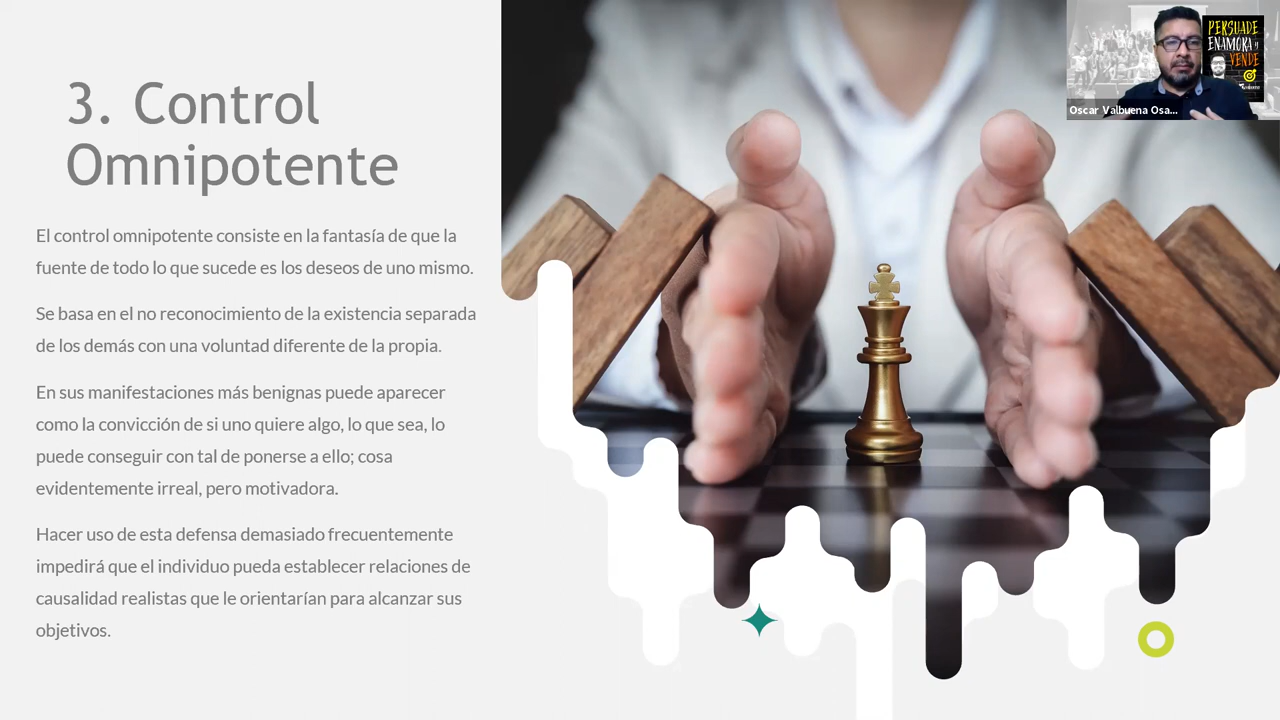 3. Control
Omnipotente
El control omnipotente consiste en la fantasía de que la
fuente de todo lo que sucede es los deseos de uno mismo.
Se basa en el no reconocimiento de la existencia separada
de los demás con una voluntad diferente de la propia.
En sus manifestaciones más benignas puede aparecer
como la convicción de si uno quiere algo, lo que sea, lo
puede conseguir con tal de ponerse a ello; cosa
evidentemente irreal, pero motivadora.
Hacer uso de esta defensa demasiado frecuentemente
impedirá que el individuo pueda establecer relaciones de
causalidad realistas que le orientarían para alcanzar sus
objetivos.
PERSUADE
ENAMORA y
VENDE
Oscar Valbuena Osa...